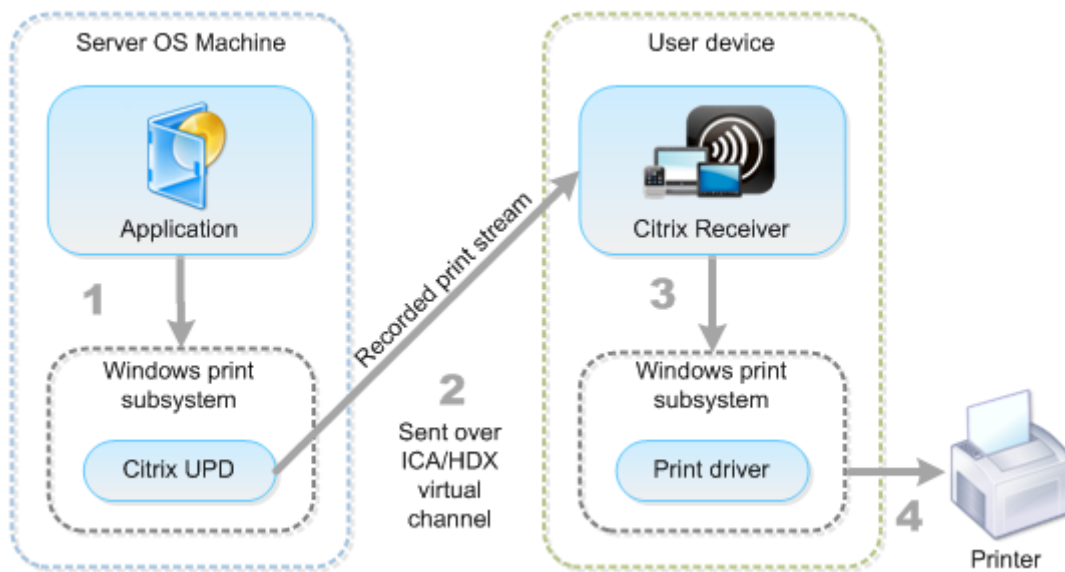 Server OS Machine
User device
Application
Citrix Receiver
1
Recorded print stream
3
Windows print
subsystem
2
Windows print
subsystem
Sent over
ICA/HDX
virtual
channel
Citrix UPD
Print driver
4
Printer